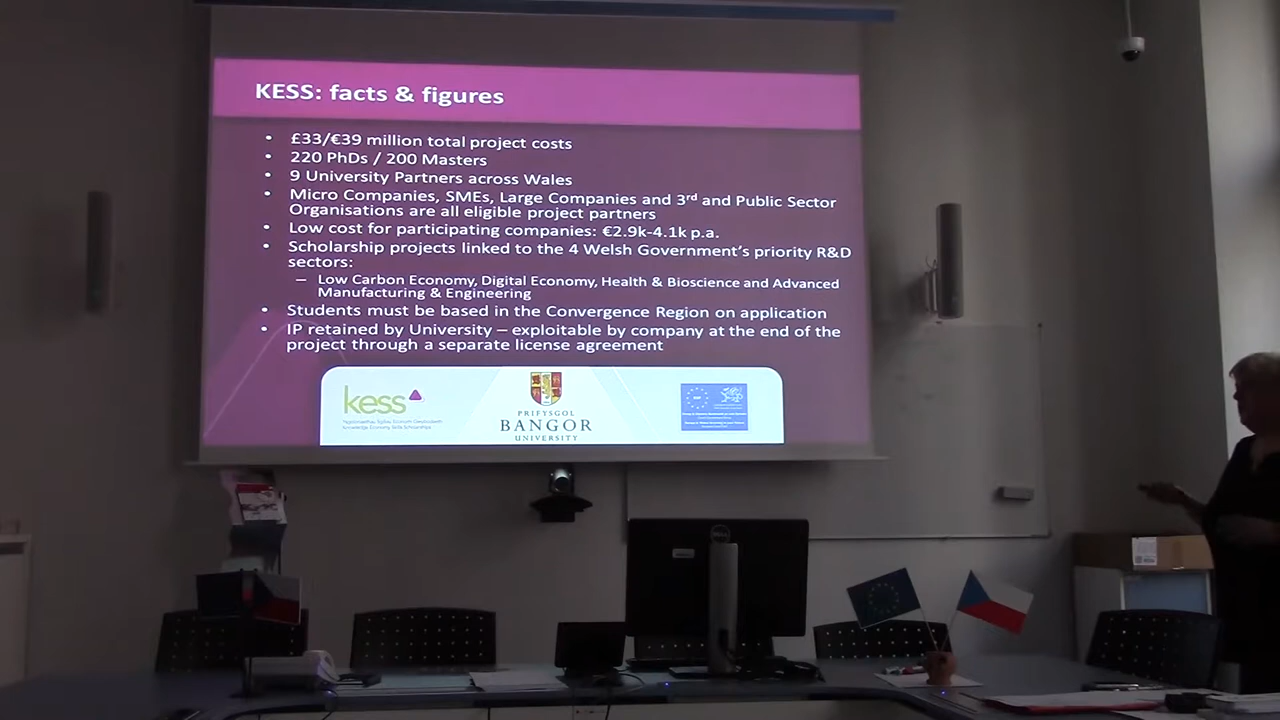 KESS: facts & figures
• £33/€39 million total project costs
• 220 PhDs / 200 Masters
• 9 University Partners across Wales
• Micro Companies, SMEs, Large Companies and 3rd and Public Sector
Organisations are all eligible project partners
• Low cost for participating companies: €2.9k-4.1k p.a.
• Scholarship projects linked to the 4 Welsh Government's priority R&D
sectors:
– Low Carbon Economy, Digital Economy, Health & Bioscience and Advanced
Manufacturing & Engineering
• Students must be based in the Convergence Region on application
• IP retained by University – exploitable by company at the end of the
project through a separate license agreement
kess
Knowledge Economy Skills Scholarships
PRIFYSGOL
BANGOR
UNIVERSITY